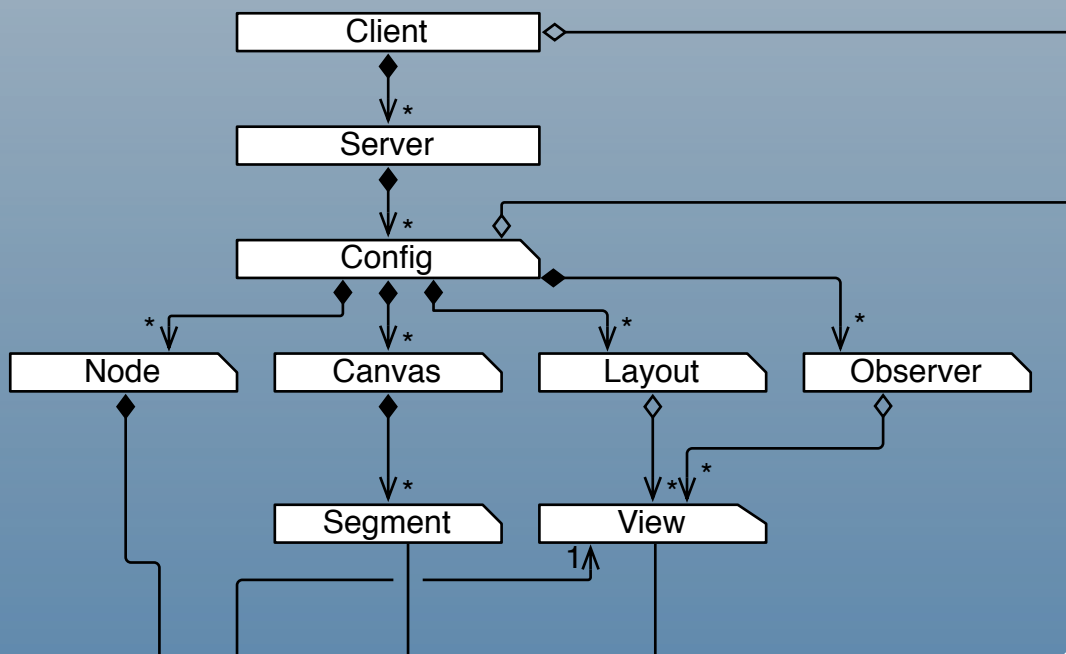 Client
*
Server
*
Config
* * * *
Node Canvas Layout Observer
* * *
Segment View
1